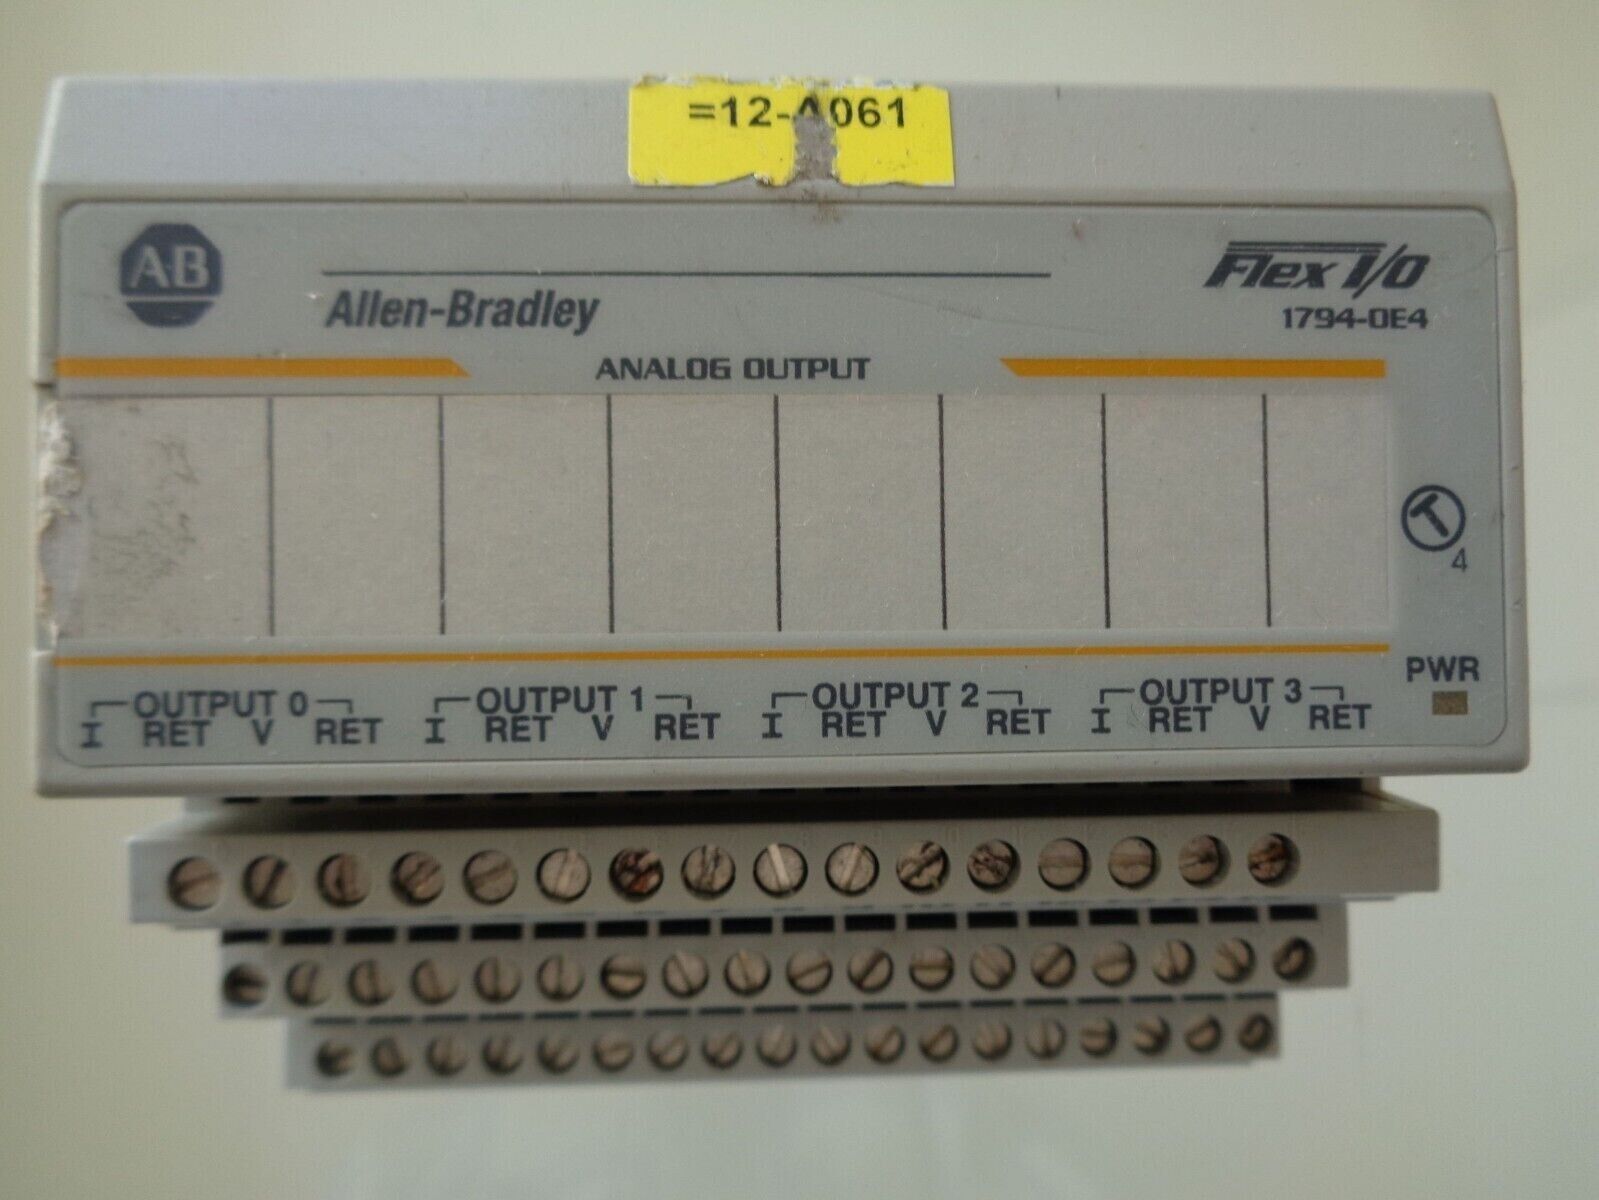 =12-A061
AB
Allen-Bradley
Flex I/O
1794-OE4
ANALOG OUTPUT
4
PWR
OUTPUT 0 OUTPUT 1 OUTPUT 2 OUTPUT 3
I RET V RET I RET V RET I RET V RET I RET V RET